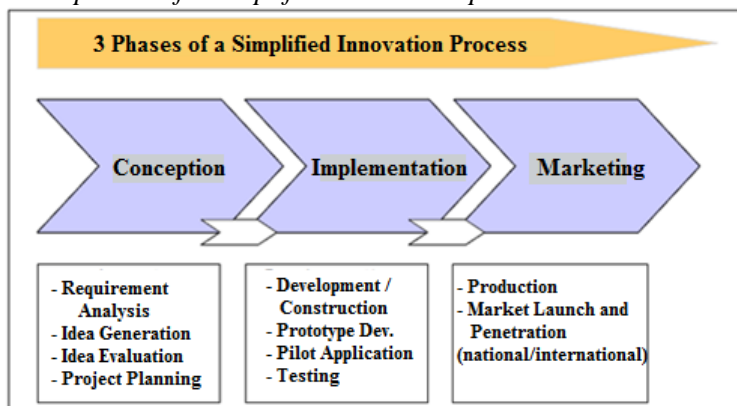 3 Phases of a Simplified Innovation Process
Conception
Implementation
Marketing
- Requirement
Analysis
- Idea Generation
- Idea Evaluation
- Project Planning
- Development /
Construction
- Prototype Dev.
- Pilot Application
- Testing
- Production
- Market Launch and
Penetration
(national/international)